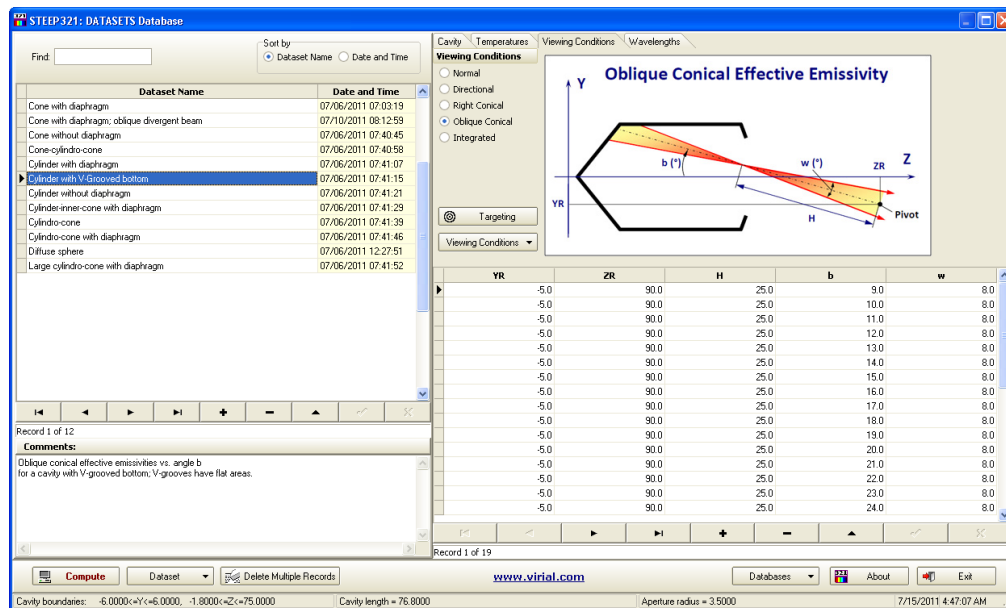 STEEP321: DATASETS Database
Find:
Sort by
Dataset Name Date and Time
Dataset Name Date and Time
Cone with diaphragm 07/06/2011 07:03:19
Cone with diaphragm; oblique divergent beam 07/10/2011 08:12:59
Cone without diaphragm 07/06/2011 07:40:45
Cone-cylindro-cone 07/06/2011 07:40:58
Cylinder with diaphragm 07/06/2011 07:41:07
Cylinder with V-Grooved bottom 07/06/2011 07:41:15
Cylinder without diaphragm 07/06/2011 07:41:21
Cylinder-inner-cone with diaphragm 07/06/2011 07:41:29
Cylindro-cone 07/06/2011 07:41:39
Cylindro-cone with diaphragm 07/06/2011 07:41:46
Diffuse sphere 07/06/2011 12:27:51
Large cylindro-cone with diaphragm 07/06/2011 07:41:52
Record 1 of 12
Comments:
Oblique conical effective emissivities vs. angle b
for a cavity with V-grooved bottom; V-grooves have flat areas.
Cavity Temperatures Viewing Conditions Wavelengths
Viewing Conditions
Normal
Directional
Right Conical
Oblique Conical
Integrated
Targeting
Viewing Conditions
Oblique Conical Effective Emissivity
Y
b (°)
w (°)
ZR
Z
YR
H
Pivot
YR ZR H b w
-5.0 90.0 25.0 9.0 8.0
-5.0 90.0 25.0 10.0 8.0
-5.0 90.0 25.0 11.0 8.0
-5.0 90.0 25.0 12.0 8.0
-5.0 90.0 25.0 13.0 8.0
-5.0 90.0 25.0 14.0 8.0
-5.0 90.0 25.0 15.0 8.0
-5.0 90.0 25.0 16.0 8.0
-5.0 90.0 25.0 17.0 8.0
-5.0 90.0 25.0 18.0 8.0
-5.0 90.0 25.0 19.0 8.0
-5.0 90.0 25.0 20.0 8.0
-5.0 90.0 25.0 21.0 8.0
-5.0 90.0 25.0 22.0 8.0
-5.0 90.0 25.0 23.0 8.0
-5.0 90.0 25.0 24.0 8.0
Record 1 of 19
Compute Dataset Delete Multiple Records www.virial.com Databases 321 About Exit
Cavity boundaries: -6.0000<=Y<=6.0000, -1.8000<=Z<=75.0000 Cavity length = 76.8000 Aperture radius = 3.5000 7/15/2011 4:47:07 AM